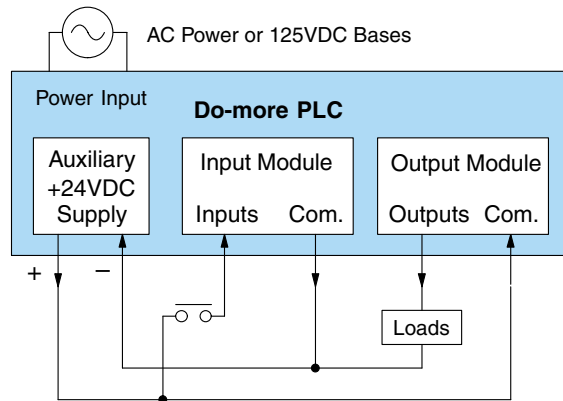 AC Power or 125VDC Bases
Power Input
Do-more PLC
Auxiliary
+24VDC
Supply
Input Module
Inputs Com.
Output Module
Outputs Com.
+ –
Loads